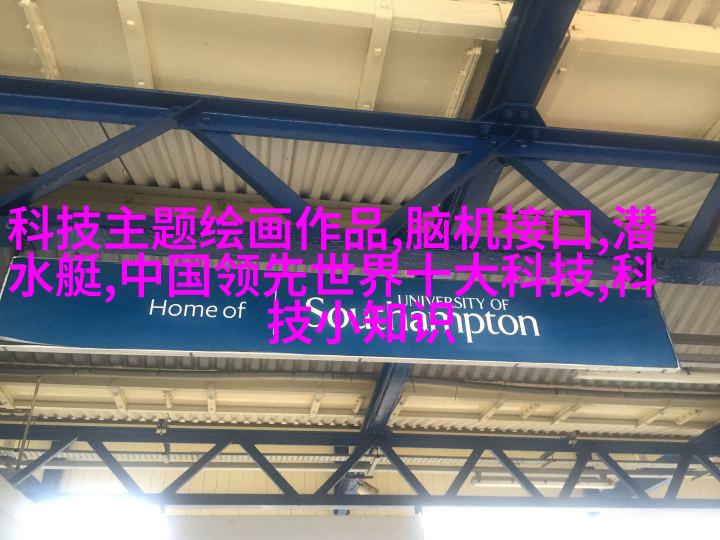 科技主题绘画作品,脑机接口,潜
水艇,中国领先世界十大科技,科
技小知识
Home of
UNIVERSITY OF
Southampton